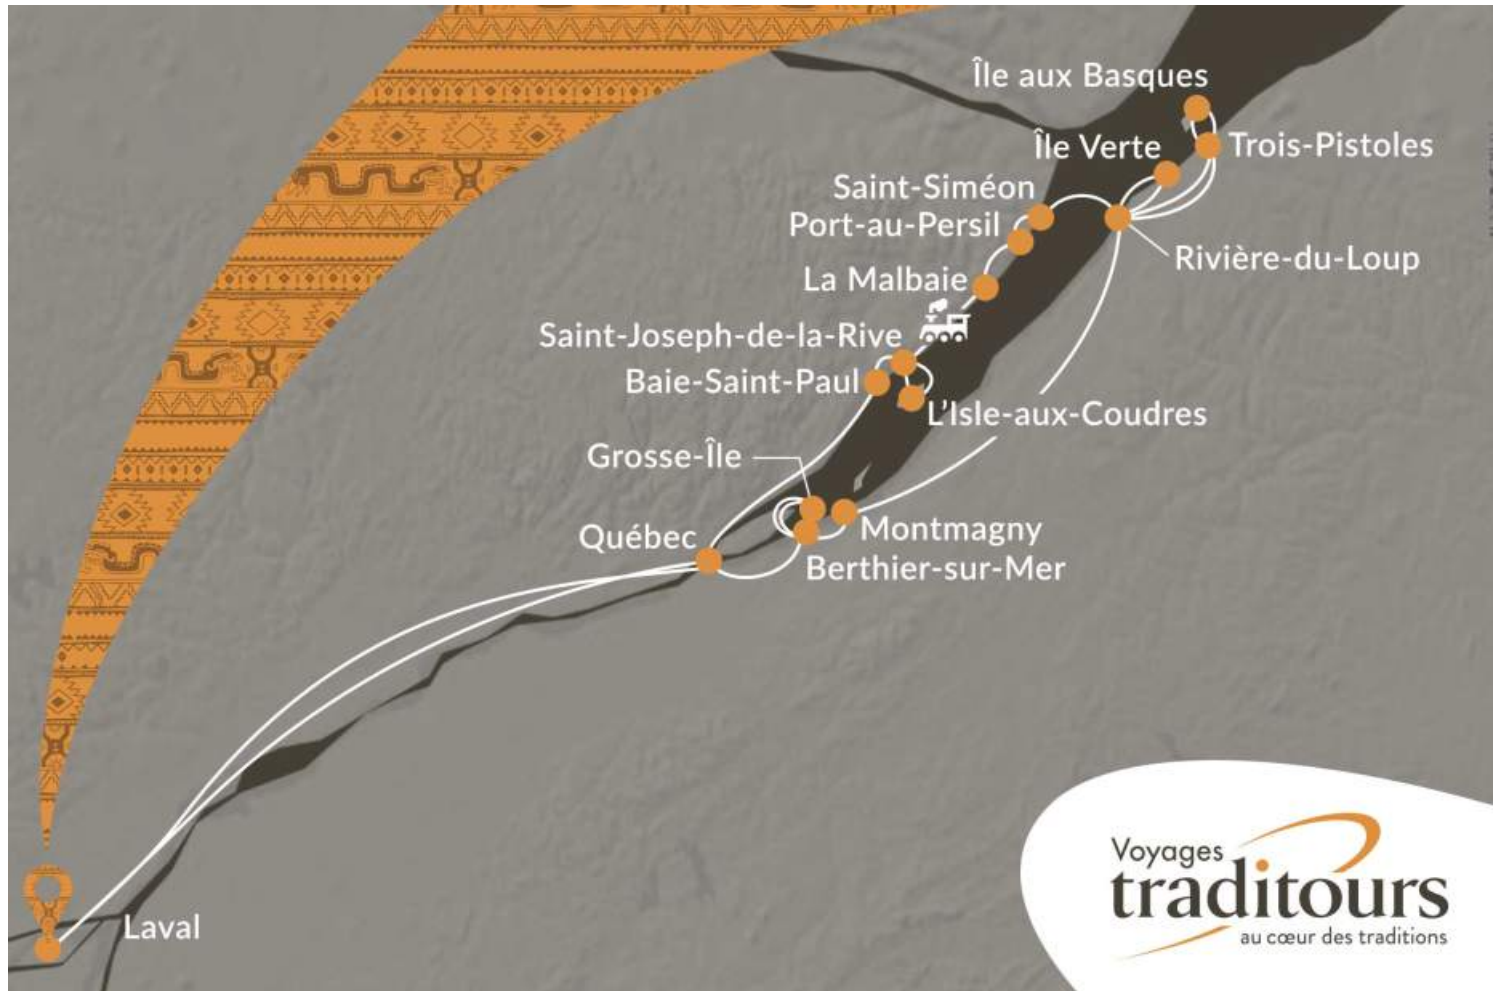 Île aux Basques
Île Verte
Trois-Pistoles
Saint-Siméon
Port-au-Persil
Rivière-du-Loup
La Malbaie
Saint-Joseph-de-la-Rive
Baie-Saint-Paul
L'Isle-aux-Coudres
Grosse-Île
Québec
Montmagny
Berthier-sur-Mer
Laval
Voyages
traditours
au cœur des traditions